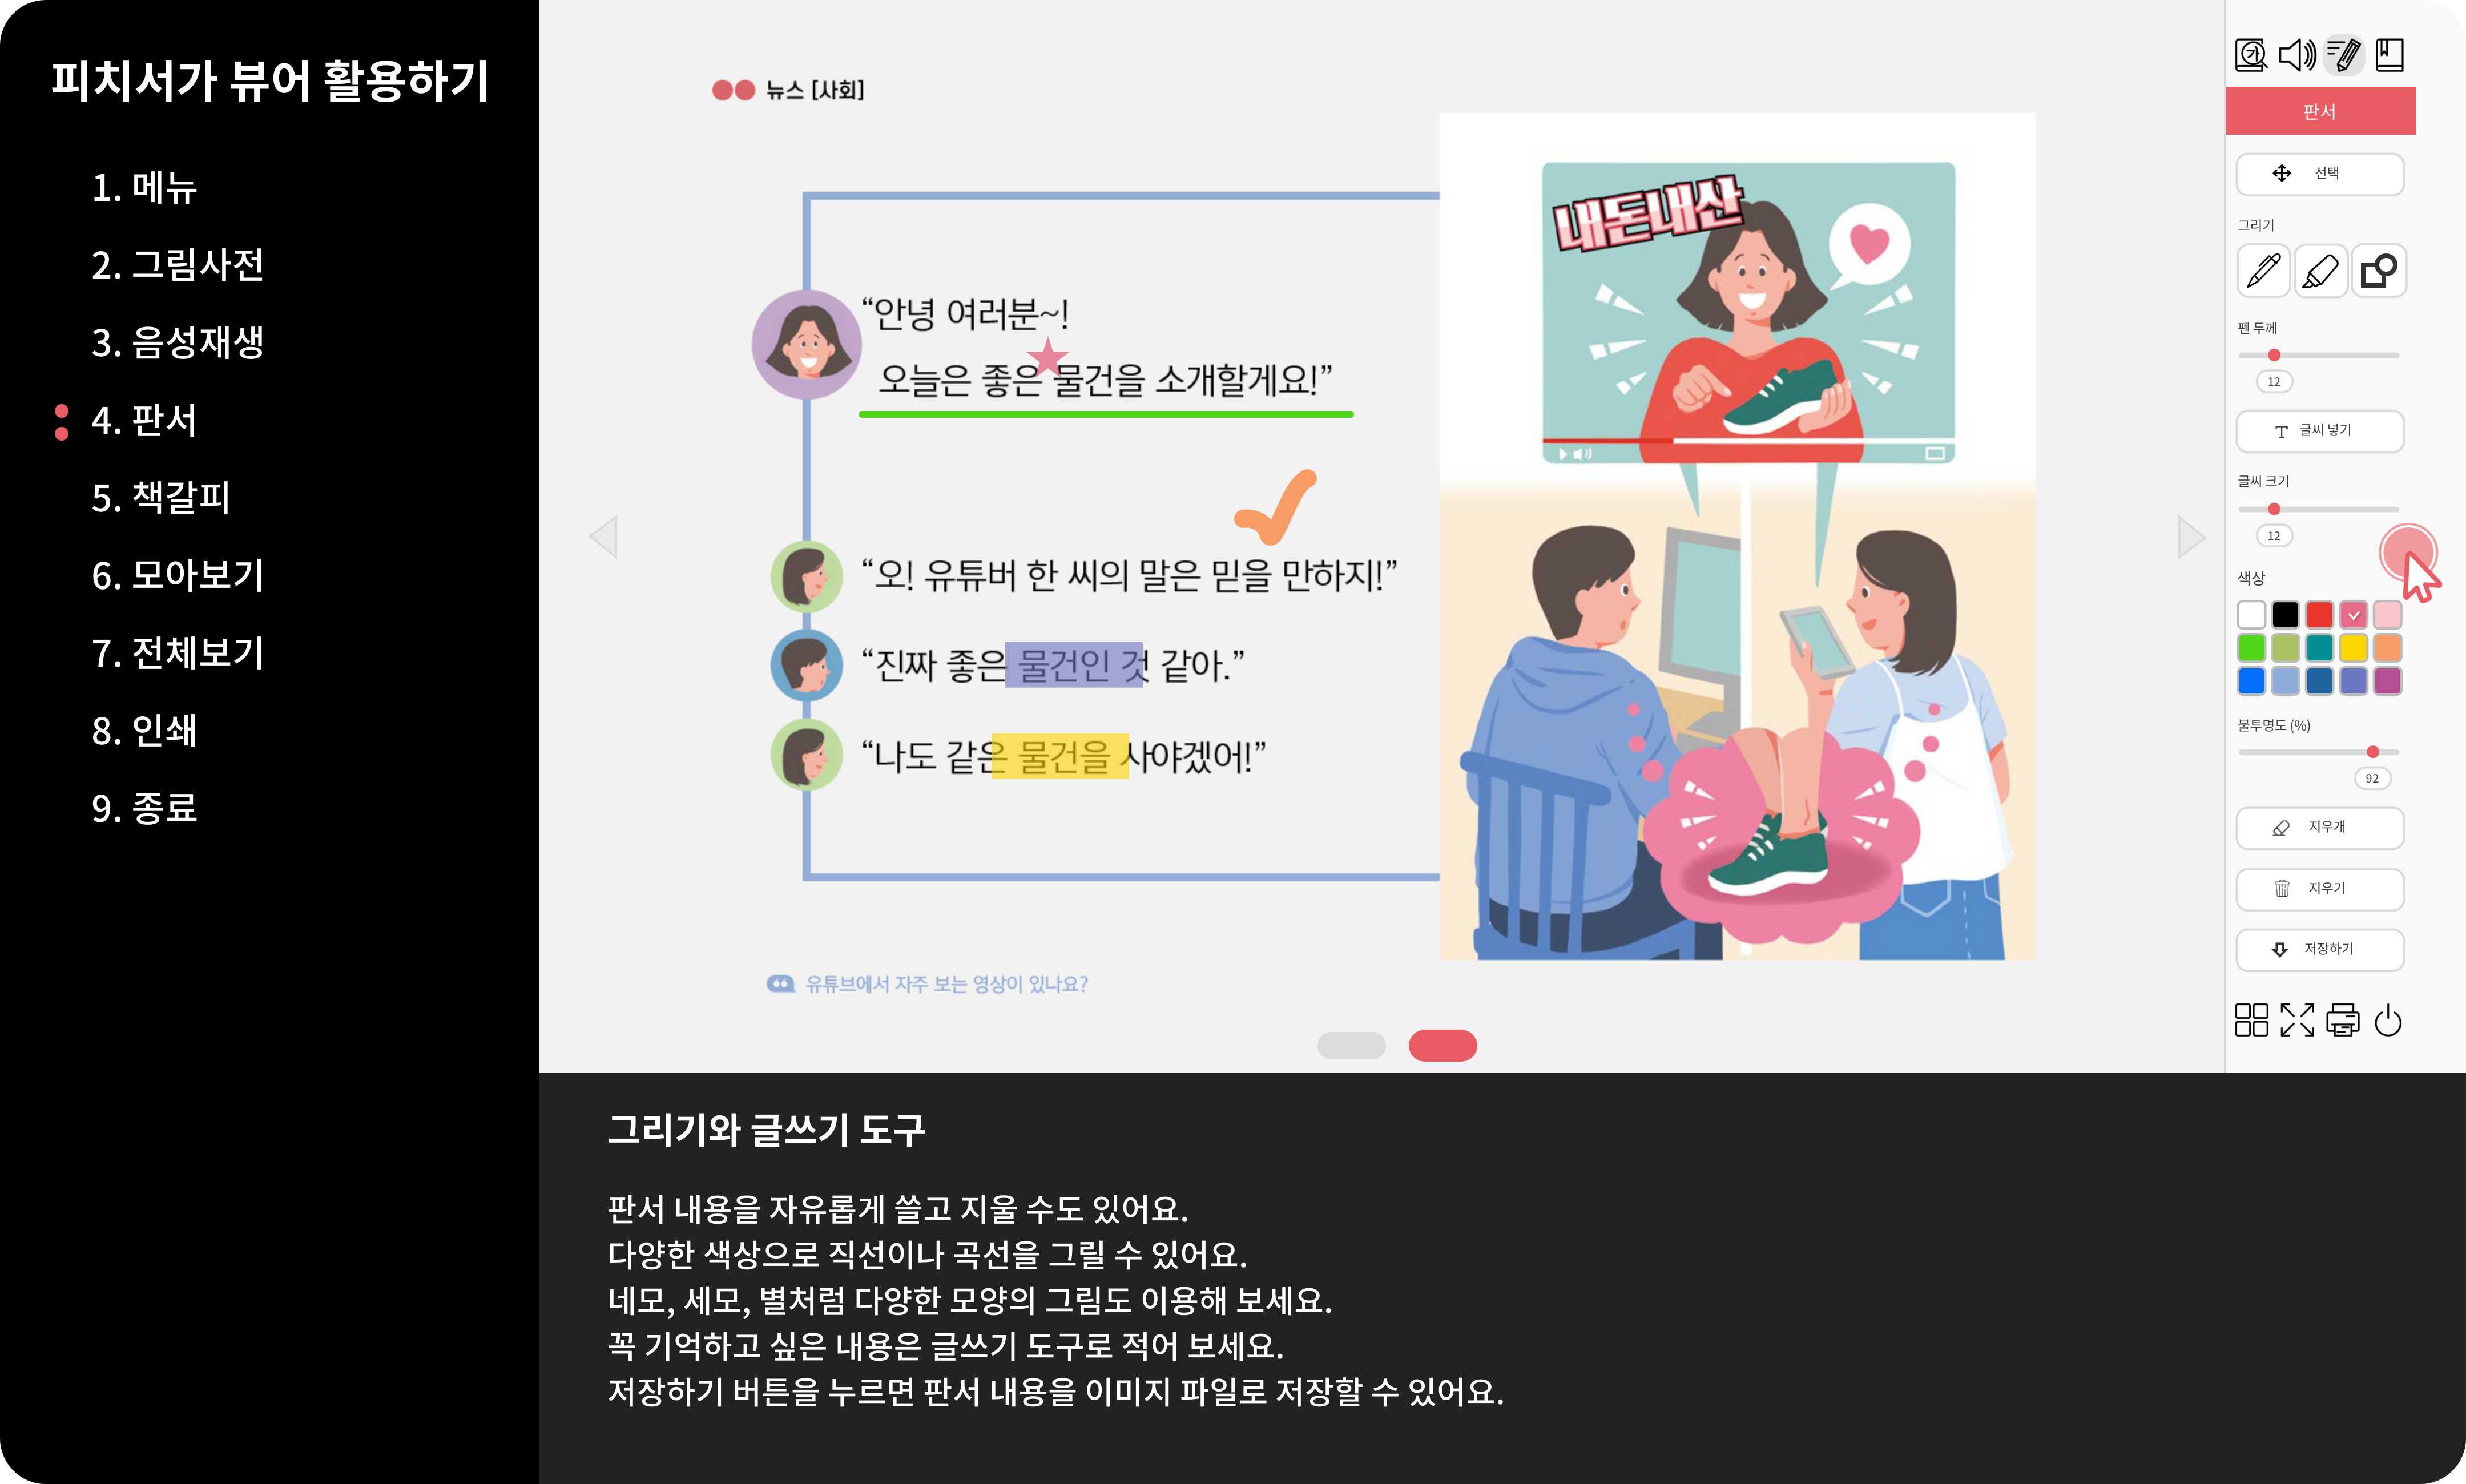 피치서가 뷰어 활용하기
1. 메뉴
2. 그림사전
3. 음성재생
4. 판서
5. 책갈피
6. 모아보기
7. 전체보기
8. 인쇄
9. 종료
뉴스 [사회]
“안녕 여러분~!
오늘은 좋은 물건을 소개할게요!”
“오! 유튜버 한 씨의 말은 믿을 만하지!”
“진짜 좋은 물건인 것 같아.”
“나도 같은 물건을 사야겠어!”
유튜브에서 자주 보는 영상이 있나요?
내돈내산
가
판서
선택
그리기
펜 두께
12
T 글씨 넣기
글씨 크기
12
색상
불투명도 (%)
92
지우개
지우기
저장하기
그리기와 글쓰기 도구
판서 내용을 자유롭게 쓸고 지울 수도 있어요.
다양한 색상으로 직선이나 곡선을 그릴 수 있어요.
네모, 세모, 별처럼 다양한 모양의 그림도 이용해 보세요.
꼭 기억하고 싶은 내용은 글쓰기 도구로 적어 보세요.
저장하기 버튼을 누르면 판서 내용을 이미지 파일로 저장할 수 있어요.